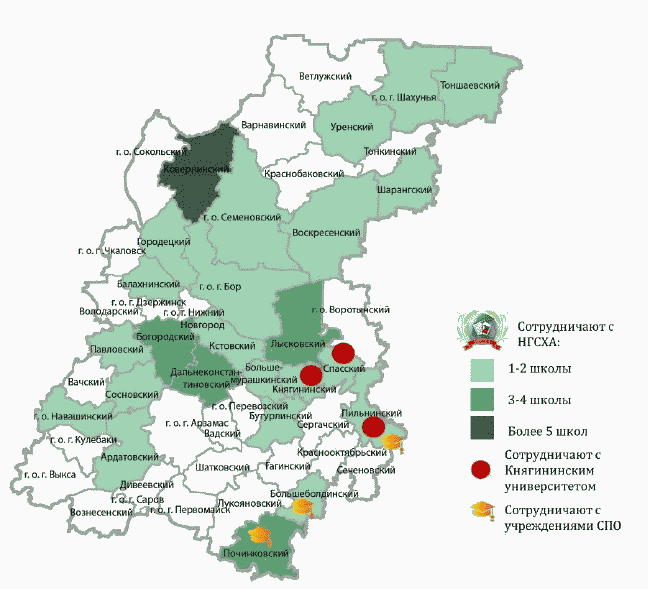 Ветлужский
Тоншаевский
г. о. г. Шахунья
Варнавинский
Уренский
г. о. Сокольский
Тонкинский
Ковернинский
Краснобаковский
Шарангский
г. о. Семеновский
Воскресенский
Городецкий
г. о. г. Чкаловск
Балахнинский
г. о. г. Бор
г. о. г. Дзержинск
Володарский
г. о. г. Нижний
Новгород
г. о. Воротынский
Богородский
Павловский
Кстовский
Лысковский
Дальнеконстан-
тиновский
Больше-
мурашкинский
Спасский
Вачский
Княгининский
Сосновский
г. о. Навашинский
г. о. Перевозский
Бутурлинский
Пильнинский
г. о. г. Арзамас
Вадский
Сергачский
г. о. г. Кулебаки
Ардатовский
Краснооктябрьский
г. о. г. Выкса
Шатковский
Гагинский
Сеченовский
Дивеевский
Большеболдинский
г. о. г. Саров
Вознесенский
г. о. г. Первомайск
Лукояновский
Починковский
Сотрудничают с
НГСХА:
1-2 школы
3-4 школы
Более 5 школ
Сотрудничают с
Княгининским
университетом
Сотрудничают с
учреждениями СПО